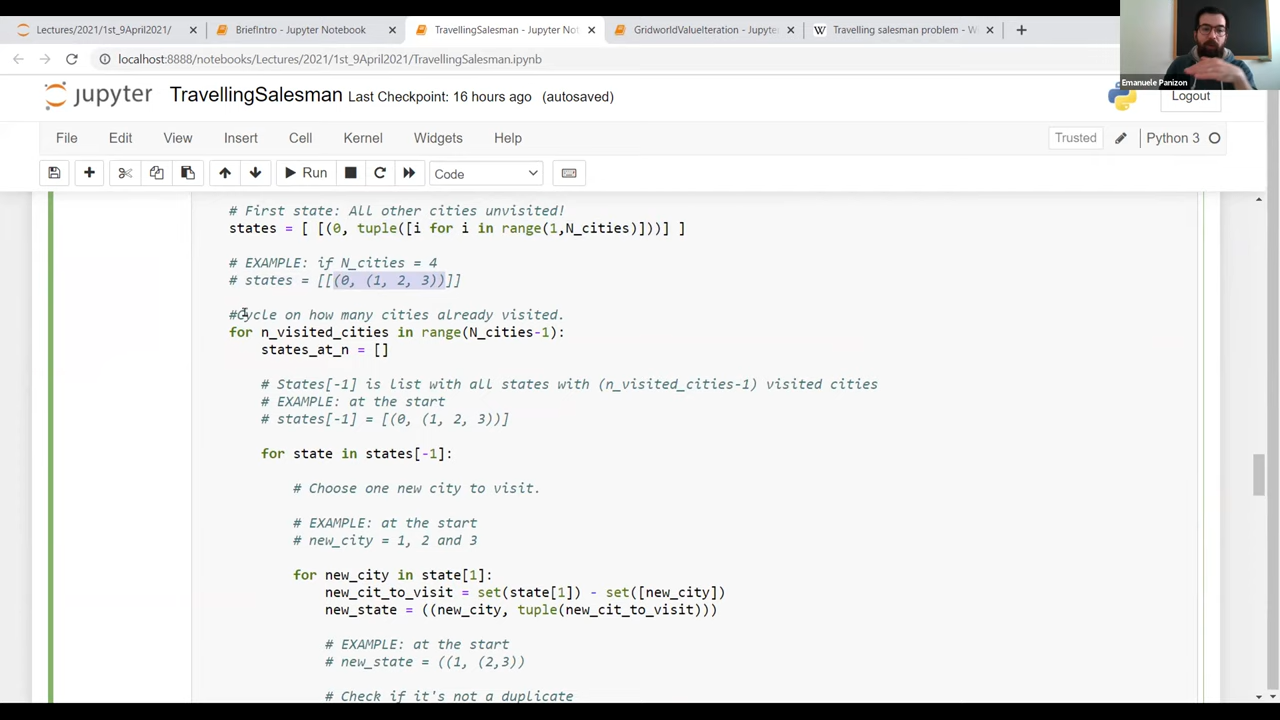 Lectures/2021/1st_9April2021/
BriefIntro - Jupyter Notebook
TravellingSalesman - Jupyter Not
GridworldValueIteration - Jupyte
Travelling salesman problem - W
localhost:8888/notebooks/Lectures/2021/1st_9April2021/TravellingSalesman.ipynb
Emanuele Panizon
jupyter TravellingSalesman Last Checkpoint: 16 hours ago (autosaved)
Logout
File Edit View Insert Cell Kernel Widgets Help
Trusted Python 3
Run Code
# First state: All other cities unvisited!
states = [ [(0, tuple([i for i in range(1,N_cities)]))] ]
# EXAMPLE: if N_cities = 4
# states = [[(0, (1, 2, 3))]]
#Cycle on how many cities already visited.
for n_visited_cities in range(N_cities-1):
states_at_n = []
# States[-1] is list with all states with (n_visited_cities-1) visited cities
# EXAMPLE: at the start
# states[-1] = [(0, (1, 2, 3))]
for state in states[-1]:
# Choose one new city to visit.
# EXAMPLE: at the start
# new_city = 1, 2 and 3
for new_city in state[1]:
new_cit_to_visit = set(state[1]) - set([new_city])
new_state = ((new_city, tuple(new_cit_to_visit)))
# EXAMPLE: at the start
# new_state = ((1, (2,3))
# Check if it's not a duplicate